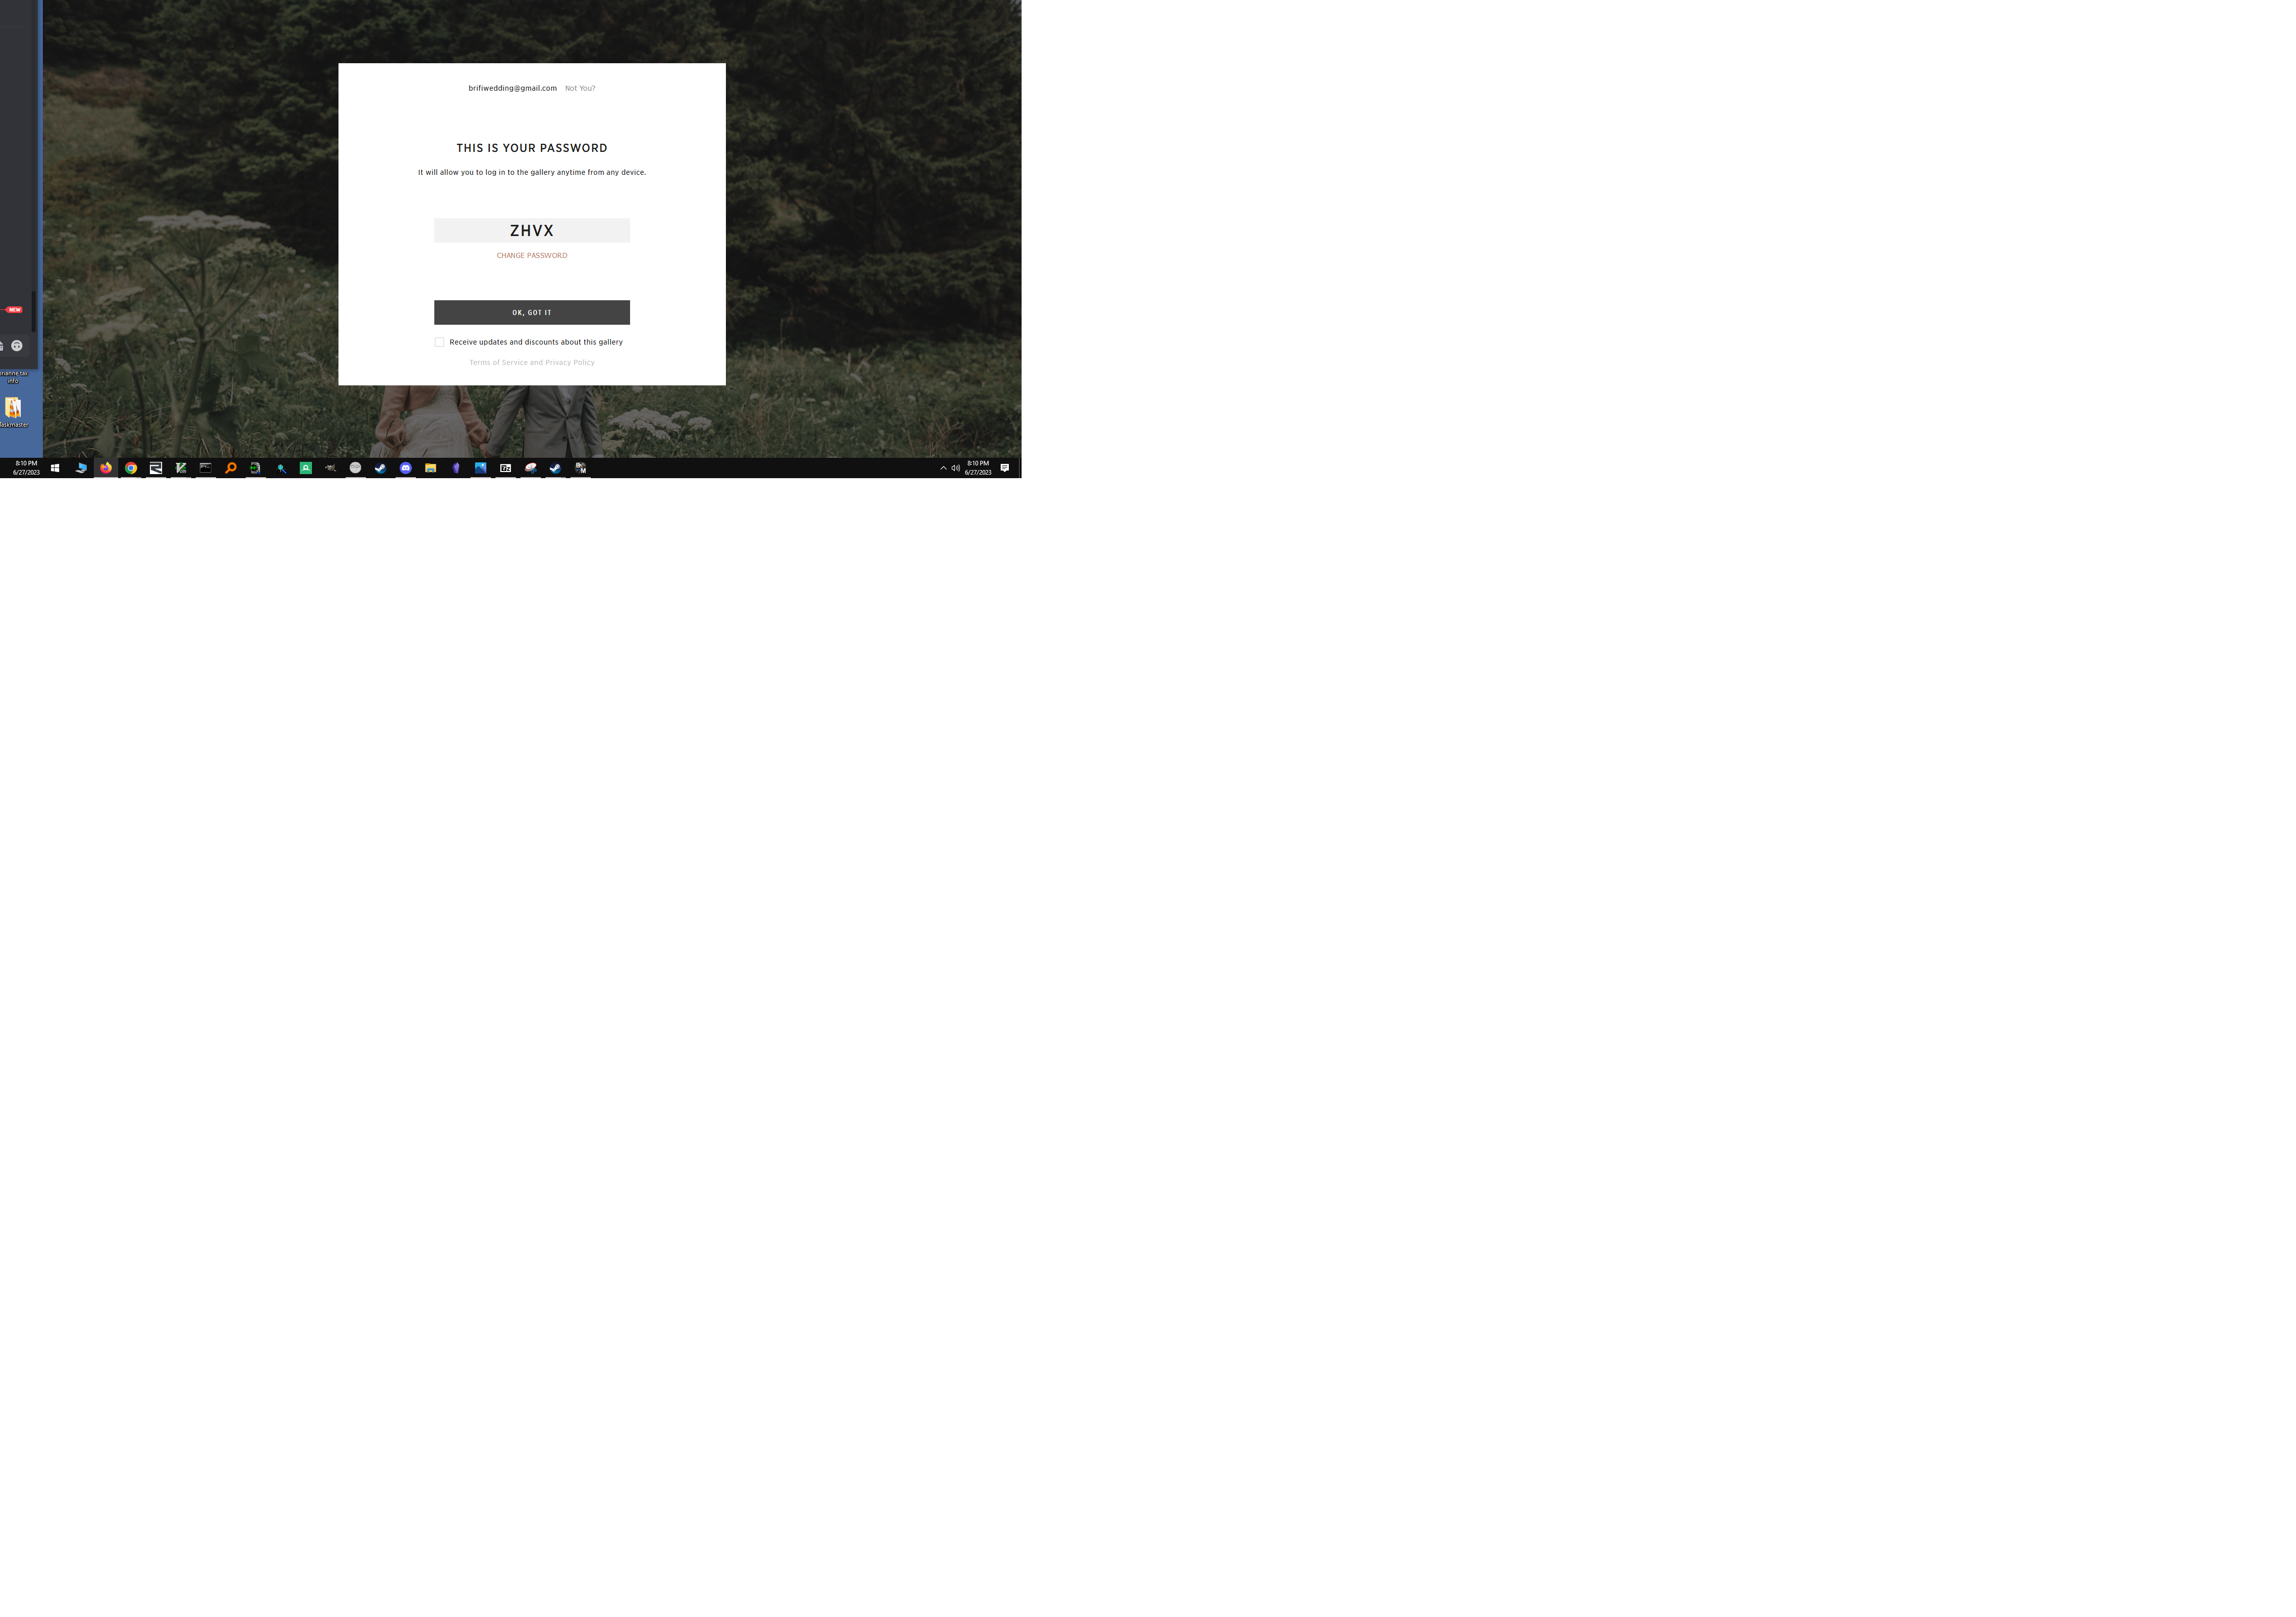 brifiwedding@gmail.com Not You?
THIS IS YOUR PASSWORD
It will allow you to log in to the gallery anytime from any device.
ZHVX
CHANGE PASSWORD
OK, GOT IT
Receive updates and discounts about this gallery
Terms of Service and Privacy Policy
NEW
info
Taskmaster
8:10 PM
6/27/2023
8:10 PM
6/27/2023